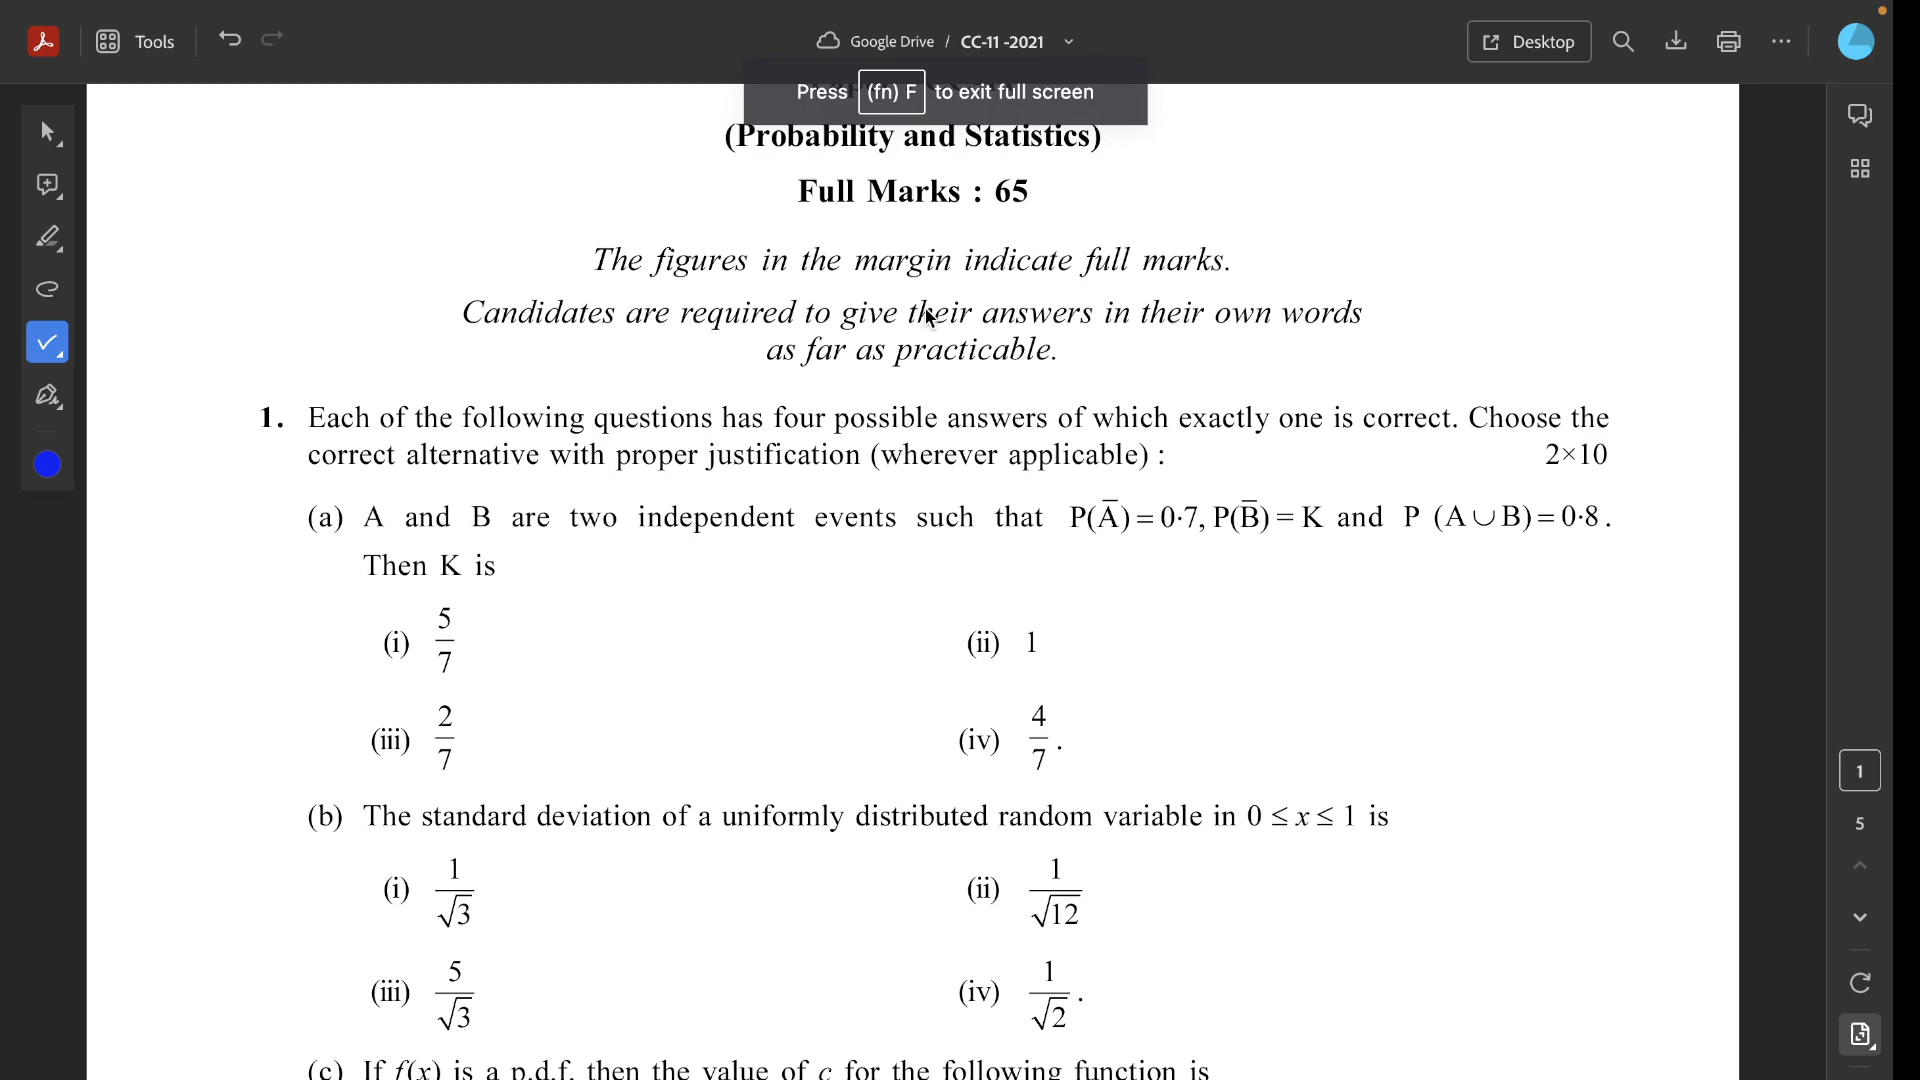 Tools
Google Drive / CC-11 -2021
Desktop
Press (fn) F to exit full screen
(Probability and Statistics)
Full Marks : 65
The figures in the margin indicate full marks.
Candidates are required to give their answers in their own words
as far as practicable.
1. Each of the following questions has four possible answers of which exactly one is correct. Choose the
correct alternative with proper justification (wherever applicable) : 2×10
(a) A and B are two independent events such that P(A̅) = 0·7, P(B̅) = K and P (A∪B) = 0·8.
Then K is
(i) 5/7 (ii) 1
(iii) 2/7 (iv) 4/7 .
(b) The standard deviation of a uniformly distributed random variable in 0 ≤ x ≤ 1 is
(i) 1/√3 (ii) 1/√12
(iii) 5/√3 (iv) 1/√2 .
(c) If f(x) is a p.d.f. then the value of c for the following function is
1
5